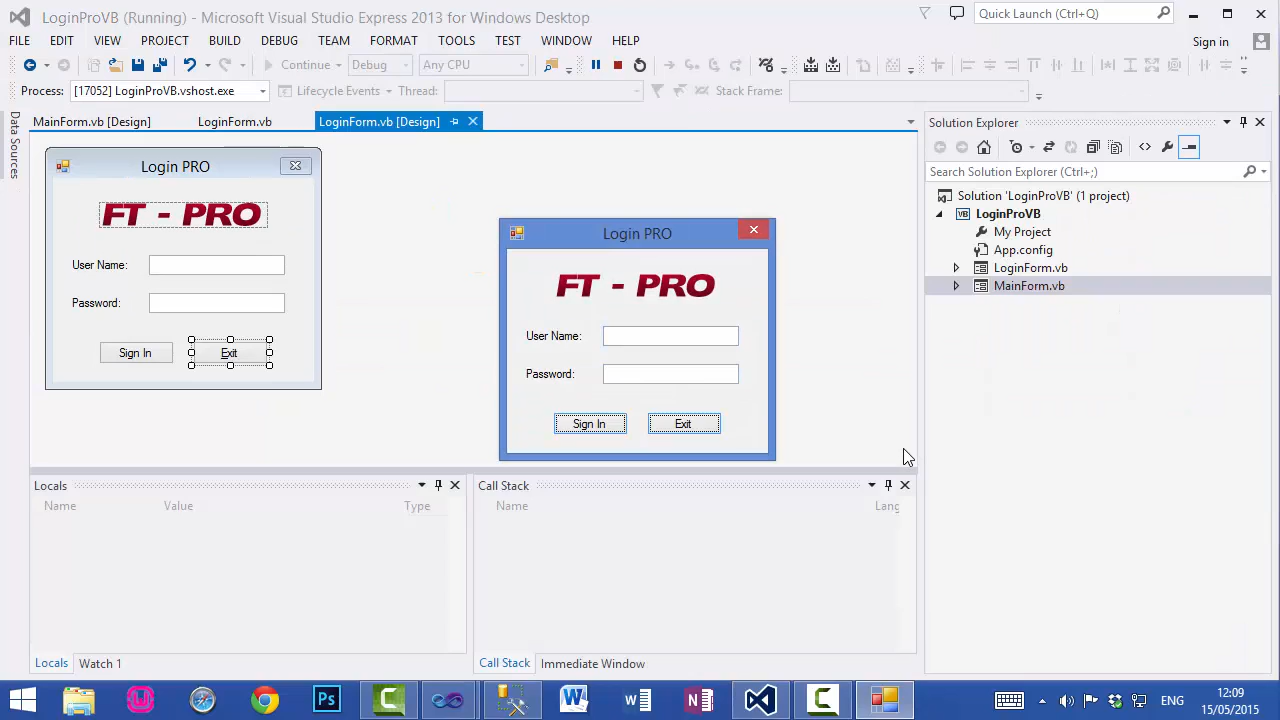 LoginProVB (Running) - Microsoft Visual Studio Express 2013 for Windows Desktop
Quick Launch (Ctrl+Q)
FILE EDIT VIEW PROJECT BUILD DEBUG TEAM FORMAT TOOLS TEST WINDOW HELP
Sign in
Continue Debug Any CPU
Process: [17052] LoginProVB.vshost.exe Lifecycle Events Thread: Stack Frame:
Data Sources
MainForm.vb [Design] LoginForm.vb LoginForm.vb [Design]
Login PRO
FT - PRO
User Name:
Password:
Sign In Exit
Login PRO
FT - PRO
User Name:
Password:
Sign In Exit
Solution Explorer
Search Solution Explorer (Ctrl+;)
Solution 'LoginProVB' (1 project)
VB LoginProVB
My Project
App.config
LoginForm.vb
MainForm.vb
Locals
Name Value Type
Locals Watch 1
Call Stack
Name Lang
Call Stack Immediate Window
Ps
ENG
12:09
15/05/2015